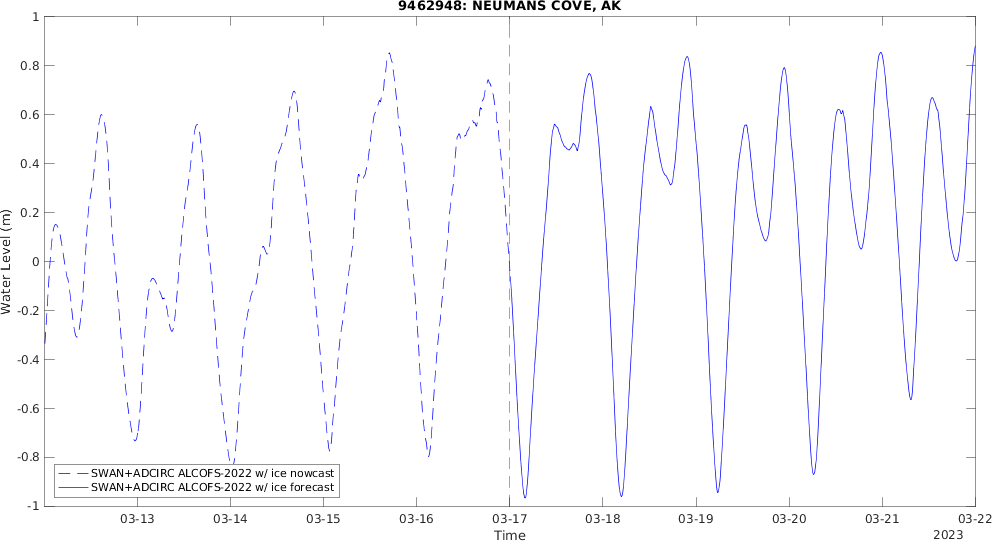 9462948: NEUMANS COVE, AK
1
0.8
0.6
0.4
0.2
0
-0.2
-0.4
-0.6
-0.8
-1
Water Level (m)
SWAN+ADCIRC ALCOFS-2022 w/ ice nowcast
SWAN+ADCIRC ALCOFS-2022 w/ ice forecast
03-13 03-14 03-15 03-16 03-17 03-18 03-19 03-20 03-21 03-22
Time
2023